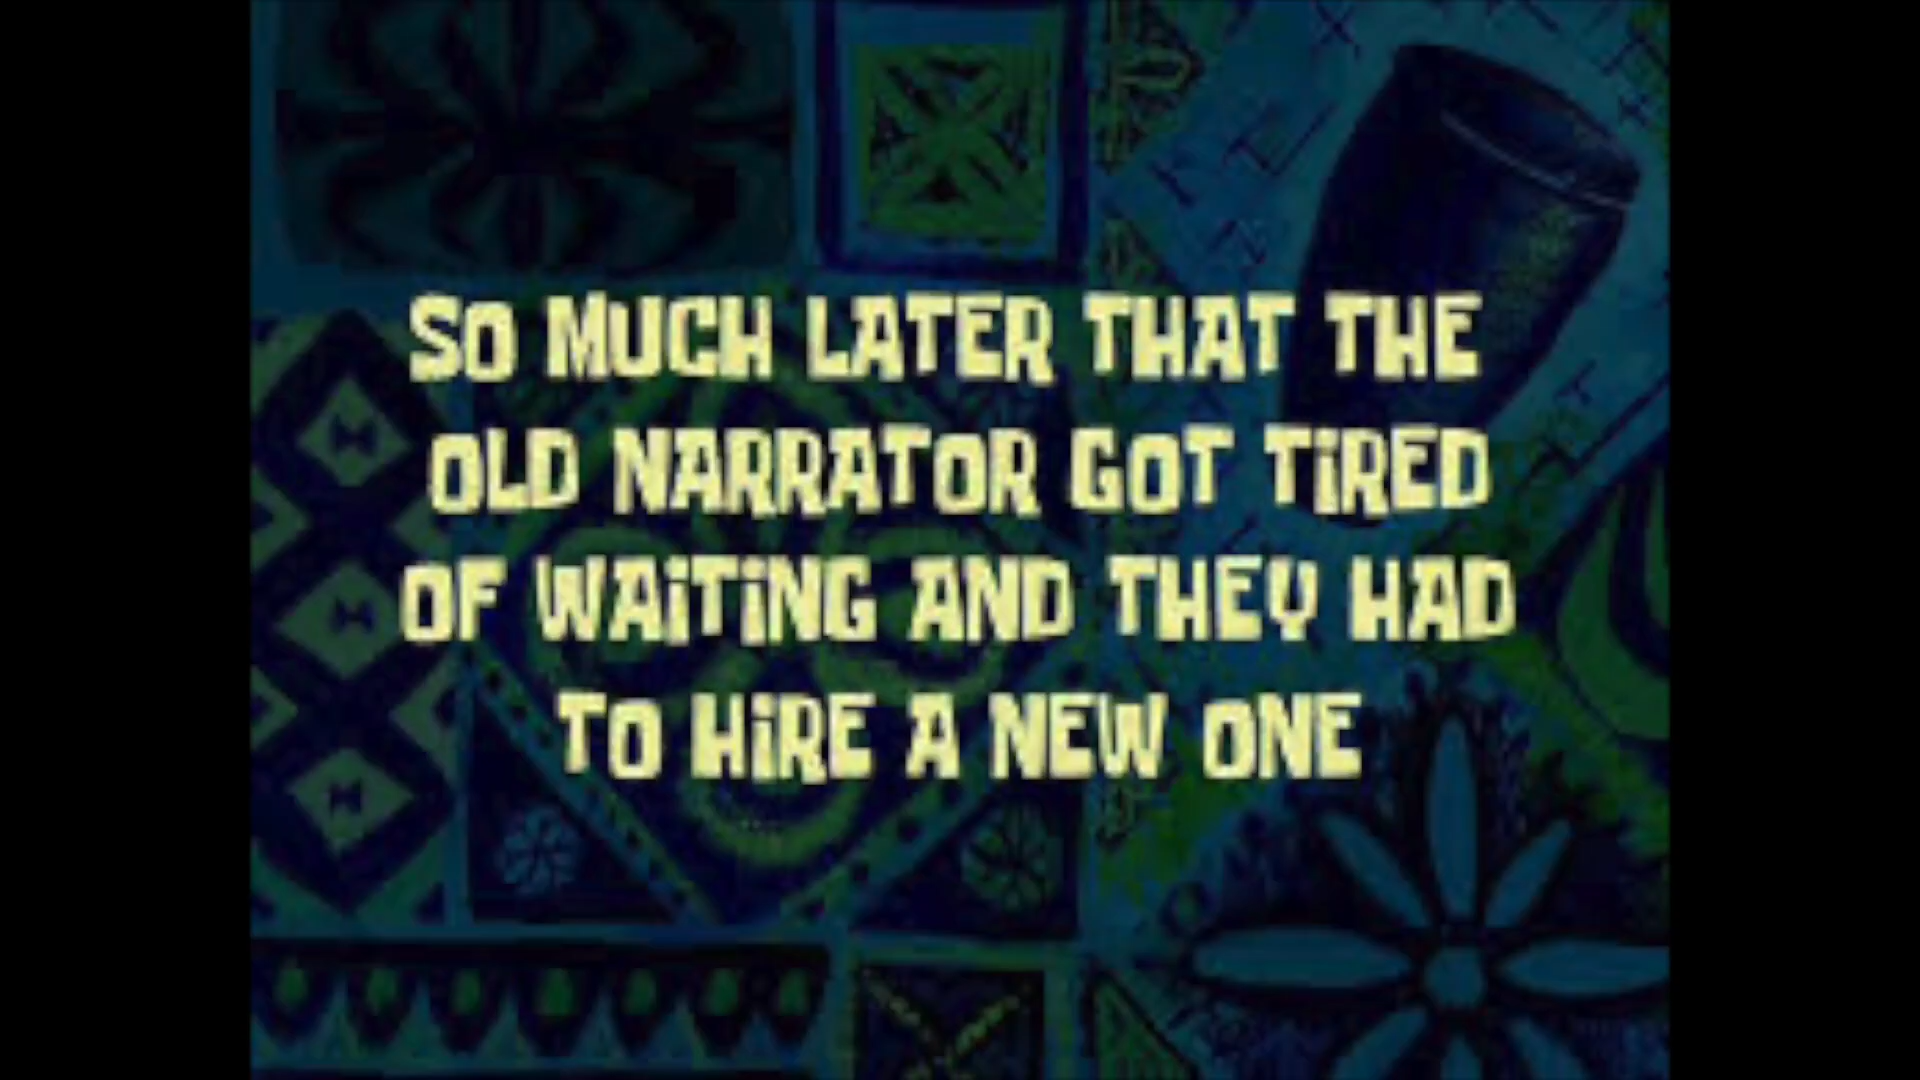 SO MUCH LATER THAT THE
OLD NARRATOR GOT TiRED
OF WAiTiNG AND THEY HAD
TO HiRE A NEW ONE